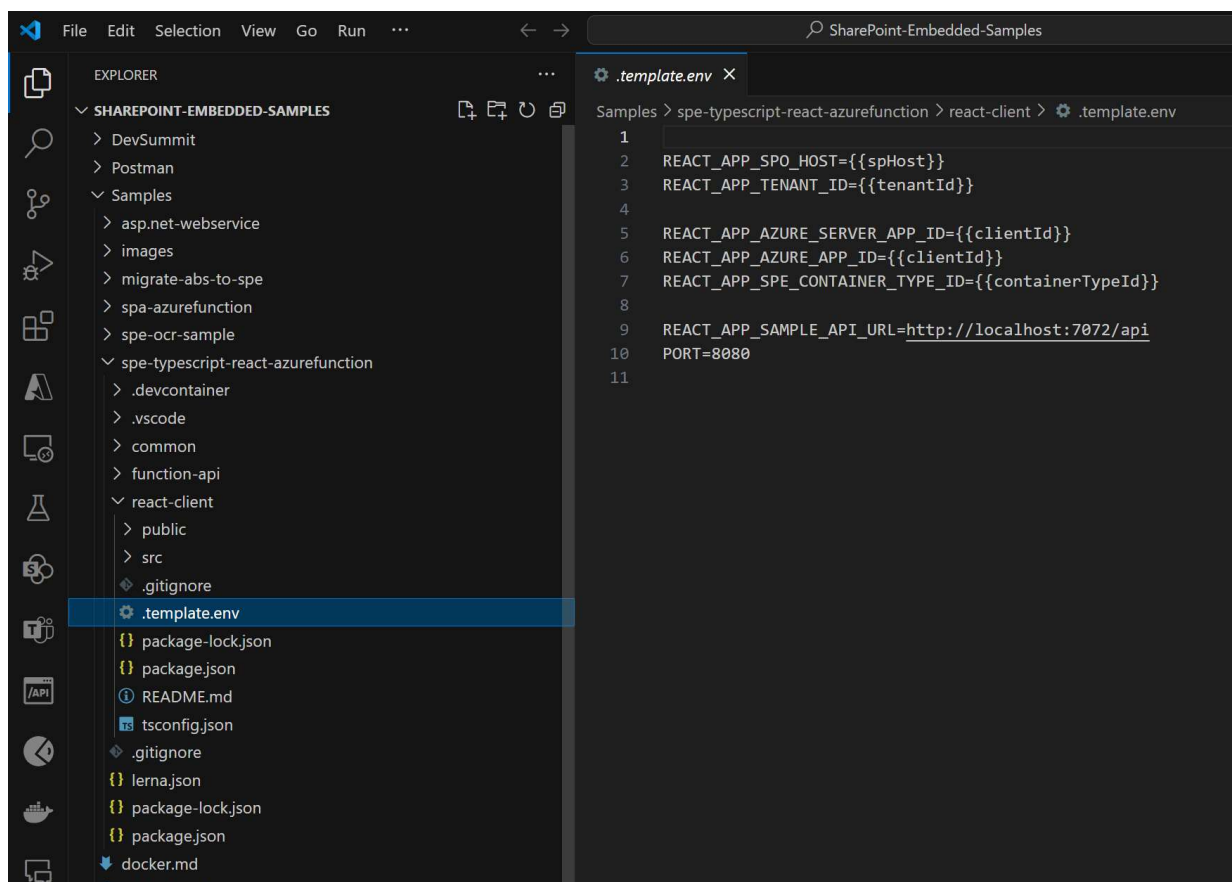 File Edit Selection View Go Run ···
SharePoint-Embedded-Samples
EXPLORER
SHAREPOINT-EMBEDDED-SAMPLES
DevSummit
Postman
Samples
asp.net-webservice
images
migrate-abs-to-spe
spa-azurefunction
spe-ocr-sample
spe-typescript-react-azurefunction
.devcontainer
.vscode
common
function-api
react-client
public
src
.gitignore
.template.env
{} package-lock.json
{} package.json
README.md
TS tsconfig.json
.gitignore
{} lerna.json
{} package-lock.json
{} package.json
docker.md
/API
.template.env
Samples > spe-typescript-react-azurefunction > react-client > .template.env
1
2 REACT_APP_SPO_HOST={{spHost}}
3 REACT_APP_TENANT_ID={{tenantId}}
4
5 REACT_APP_AZURE_SERVER_APP_ID={{clientId}}
6 REACT_APP_AZURE_APP_ID={{clientId}}
7 REACT_APP_SPE_CONTAINER_TYPE_ID={{containerTypeId}}
8
9 REACT_APP_SAMPLE_API_URL=http://localhost:7072/api
10 PORT=8080
11